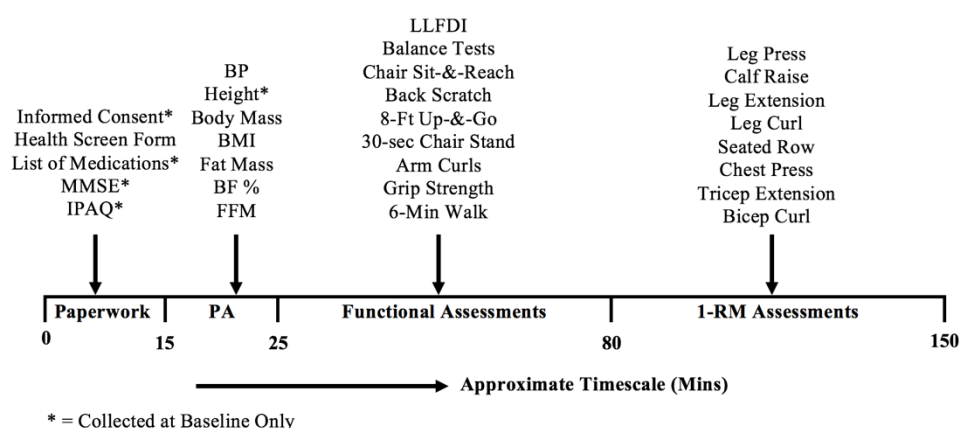 Informed Consent*
Health Screen Form
List of Medications*
MMSE*
IPAQ*
BP
Height*
Body Mass
BMI
Fat Mass
BF %
FFM
LLFDI
Balance Tests
Chair Sit-&-Reach
Back Scratch
8-Ft Up-&-Go
30-sec Chair Stand
Arm Curls
Grip Strength
6-Min Walk
Leg Press
Calf Raise
Leg Extension
Leg Curl
Seated Row
Chest Press
Tricep Extension
Bicep Curl
Paperwork
PA
Functional Assessments
1-RM Assessments
0
15
25
80
150
Approximate Timescale (Mins)
* = Collected at Baseline Only